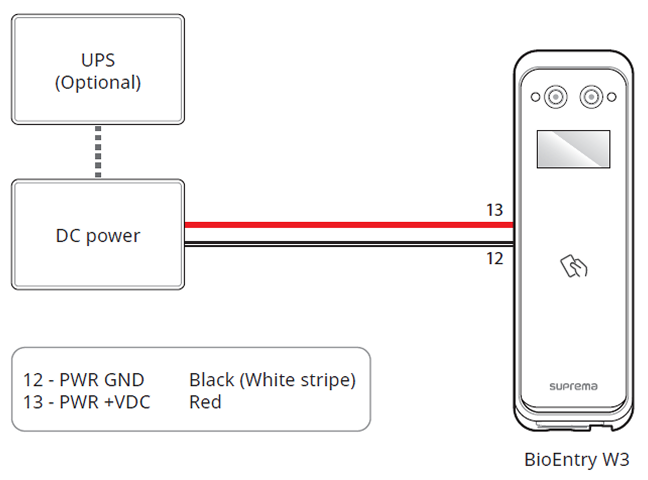 UPS
(Optional)
DC power
13
12
12 - PWR GND Black (White stripe)
13 - PWR +VDC Red
suprema
BioEntry W3